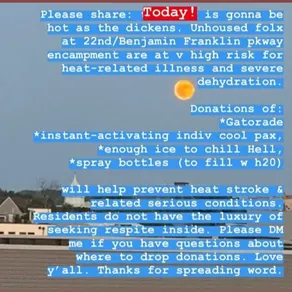 Please share: Today! is gonna be
hot as the dickens. Unhoused folx
at 22nd/Benjamin Franklin pkway
encampment are at v high risk for
heat-related illness and severe
dehydration.
Donations of:
*Gatorade
*instant-activating indiv cool pax,
*enough ice to chill Hell,
*spray bottles (to fill w h20)
will help prevent heat stroke &
related serious conditions.
Residents do not have the luxury of
seeking respite inside. Please DM
me if you have questions about
where to drop donations. Love
y'all. Thanks for spreading word.